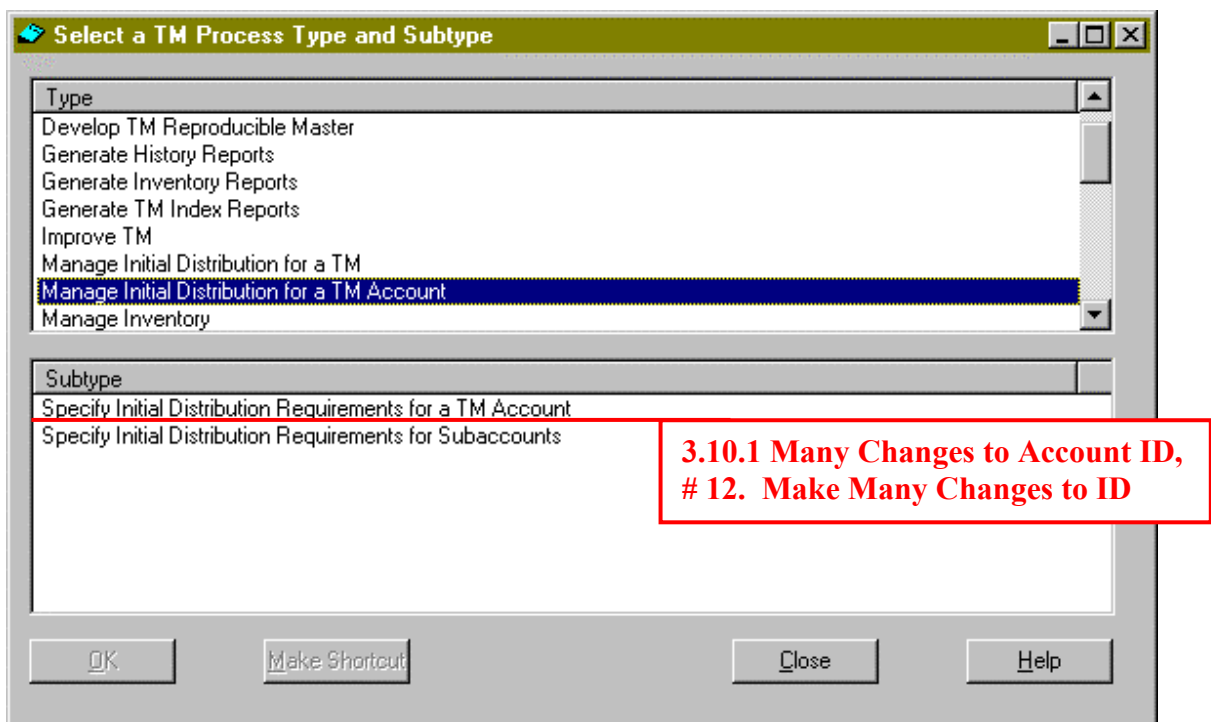 Select a TM Process Type and Subtype
Type
Develop TM Reproducible Master
Generate History Reports
Generate Inventory Reports
Generate TM Index Reports
Improve TM
Manage Initial Distribution for a TM
Manage Initial Distribution for a TM Account
Manage Inventory
Subtype
Specify Initial Distribution Requirements for a TM Account
Specify Initial Distribution Requirements for Subaccounts
3.10.1 Many Changes to Account ID,
# 12. Make Many Changes to ID
OK
Make Shortcut
Close
Help